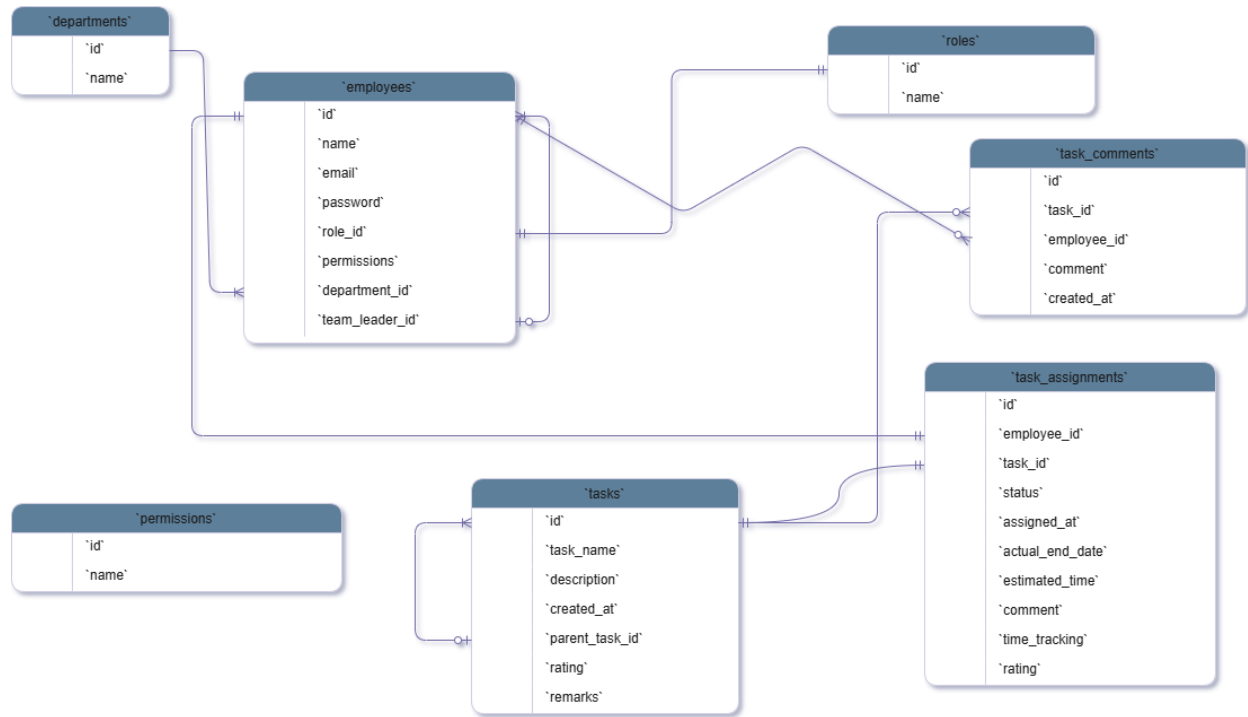 `departments`
`id`
`name`
`employees`
`id`
`name`
`email`
`password`
`role_id`
`permissions`
`department_id`
`team_leader_id`
`roles`
`id`
`name`
`task_comments`
`id`
`task_id`
`employee_id`
`comment`
`created_at`
`task_assignments`
`id`
`employee_id`
`task_id`
`status`
`assigned_at`
`actual_end_date`
`estimated_time`
`comment`
`time_tracking`
`rating`
`tasks`
`id`
`task_name`
`description`
`created_at`
`parent_task_id`
`rating`
`remarks`
`permissions`
`id`
`name`